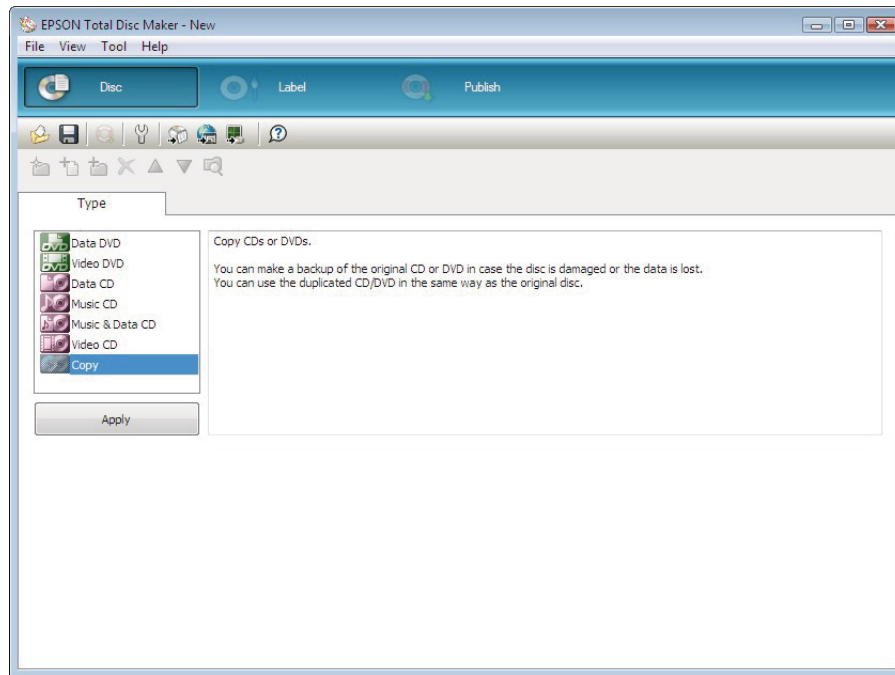 EPSON Total Disc Maker - New
File View Tool Help
Disc Label Publish
Type
DVD Data DVD
DVD Video DVD
Data CD
Music CD
Music & Data CD
Video CD
Copy
Apply
Copy CDs or DVDs.
You can make a backup of the original CD or DVD in case the disc is damaged or the data is lost.
You can use the duplicated CD/DVD in the same way as the original disc.